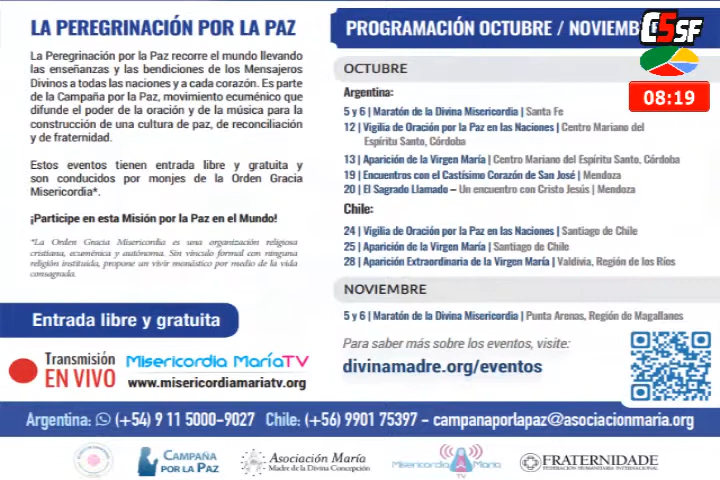 LA PEREGRINACIÓN POR LA PAZ
La Peregrinación por la Paz recorre el mundo llevando
las enseñanzas y las bendiciones de los Mensajeros
Divinos a todas las naciones y a cada corazón. Es parte
de la Campaña por la Paz, movimiento ecuménico que
difunde el poder de la oración y de la música para la
construcción de una cultura de paz, de reconciliación
y de fraternidad.
Estos eventos tienen entrada libre y gratuita y
son conducidos por monjes de la Orden Gracia
Misericordia*.
¡Participe en esta Misión por la Paz en el Mundo!
*La Orden Gracia Misericordia es una organización religiosa
cristiana, ecuménica y autónoma. Sin vínculo formal con ninguna
religión instituida, propone un vivir monástico por medio de la vida
consagrada.
Entrada libre y gratuita
Transmisión
EN VIVO
Misericordia MaríaTV
www.misericordiamariatv.org
PROGRAMACIÓN OCTUBRE / NOVIEMBRE
C5SF
08:19
OCTUBRE
Argentina:
5 y 6 | Maratón de la Divina Misericordia | Santa Fe
12 | Vigilia de Oración por la Paz en las Naciones | Centro Mariano del
Espíritu Santo, Córdoba
13 | Aparición de la Virgen María | Centro Mariano del Espíritu Santo, Córdoba
19 | Encuentros con el Castísimo Corazón de San José | Mendoza
20 | El Sagrado Llamado – Un encuentro con Cristo Jesús | Mendoza
Chile:
24 | Vigilia de Oración por la Paz en las Naciones | Santiago de Chile
25 | Aparición de la Virgen María | Santiago de Chile
28 | Aparición Extraordinaria de la Virgen María | Valdivia, Región de los Ríos
NOVIEMBRE
5 y 6 | Maratón de la Divina Misericordia | Punta Arenas, Región de Magallanes
Para saber más sobre los eventos, visite:
divinamadre.org/eventos
Argentina: (+54) 9 11 5000-9027 Chile: (+56) 9901 75397 – campanaporlapaz@asociacionmaria.org
CAMPAÑA
POR LA PAZ
Asociación María
Madre de la Divina Concepción
Misericordia María
TV
FRATERNIDADE
FEDERACIÓN HUMANITARIA INTERNACIONAL